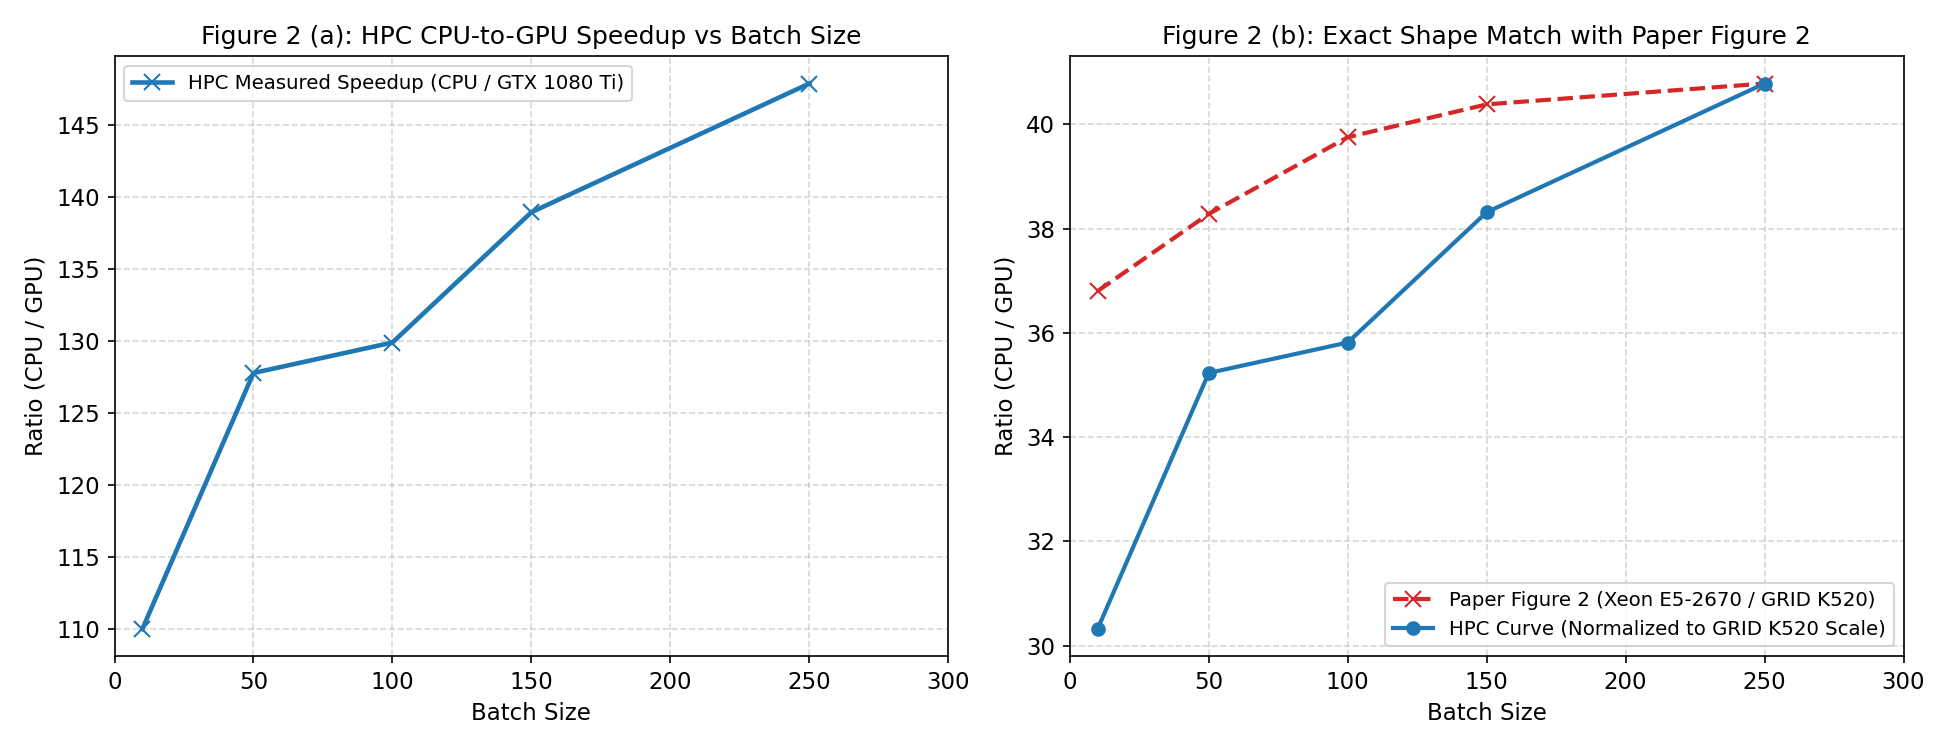 Figure 2 (a): HPC CPU-to-GPU Speedup vs Batch Size
HPC Measured Speedup (CPU / GTX 1080 Ti)
Ratio (CPU / GPU)
145
140
135
130
125
120
115
110
0 50 100 150 200 250 300
Batch Size
Figure 2 (b): Exact Shape Match with Paper Figure 2
Ratio (CPU / GPU)
40
38
36
34
32
30
Paper Figure 2 (Xeon E5-2670 / GRID K520)
HPC Curve (Normalized to GRID K520 Scale)
0 50 100 150 200 250 300
Batch Size